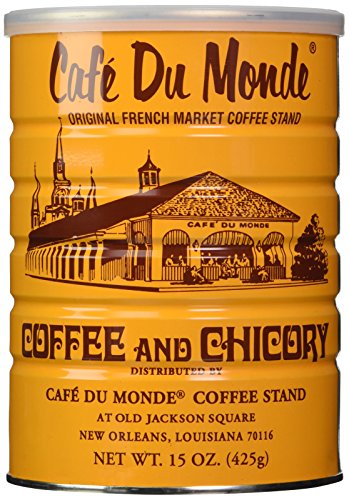 Café Du Monde®
ORIGINAL FRENCH MARKET COFFEE STAND
CAFE DU MONDE
COFFEE AND CHICORY
DISTRIBUTED BY
CAFÉ DU MONDE® COFFEE STAND
AT OLD JACKSON SQUARE
NEW ORLEANS, LOUISIANA 70116
NET WT. 15 OZ. (425g)